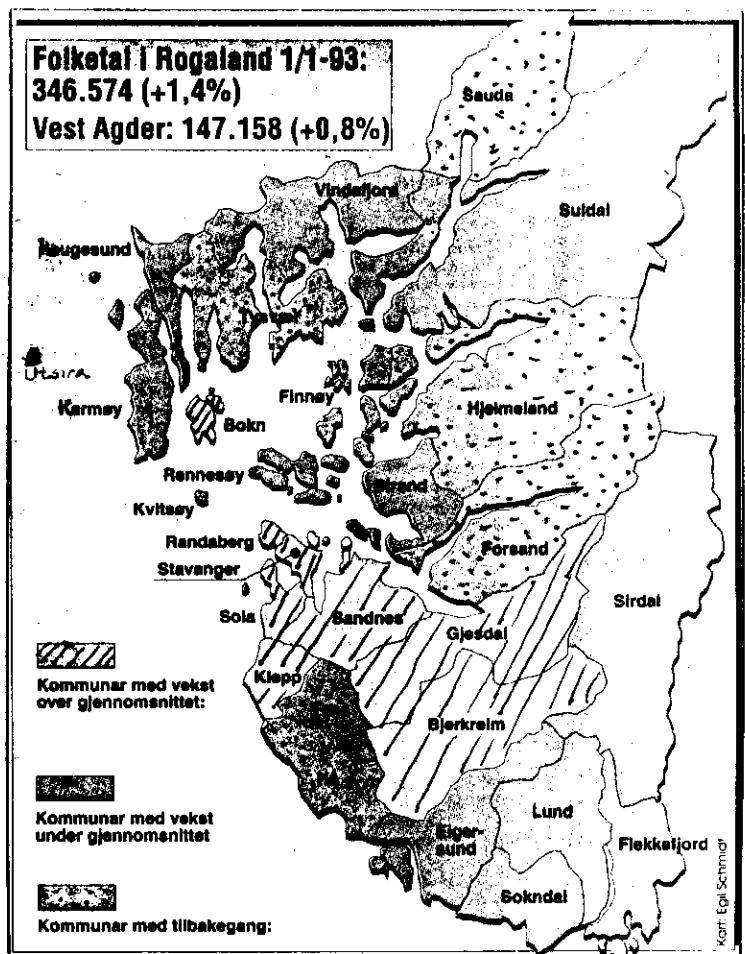 Folketal i Rogaland 1/1-93:
346.574 (+1,4%)
Vest Agder: 147.158 (+0,8%)
Sauda
Vindafjord
Suldal
Haugesund
Utsira
Karmøy
Bokn
Finnøy
Hjelmeland
Rennesøy
Strand
Kvitsøy
Randaberg
Forsand
Stavanger
Sirdal
Sola
Sandnes
Gjesdal
Klepp
Bjerkreim
Kommunar med vekst
over gjennomsnittet:
Kommunar med vekst
under gjennomsnittet
Eiger-
sund
Lund
Flekkefjord
Sokndal
Kommunar med tilbakegang:
Kart: Egil Schmidt